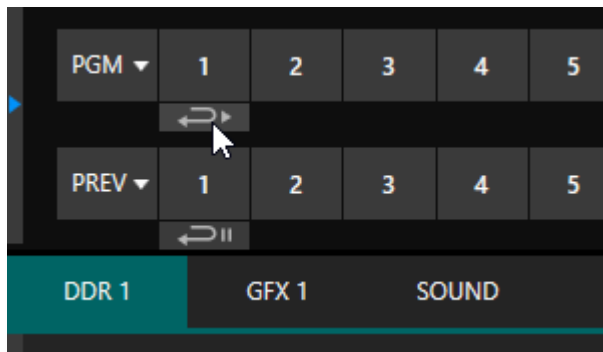 PGM 1 2 3 4 5
PREV 1 2 3 4 5
DDR 1 GFX 1 SOUND